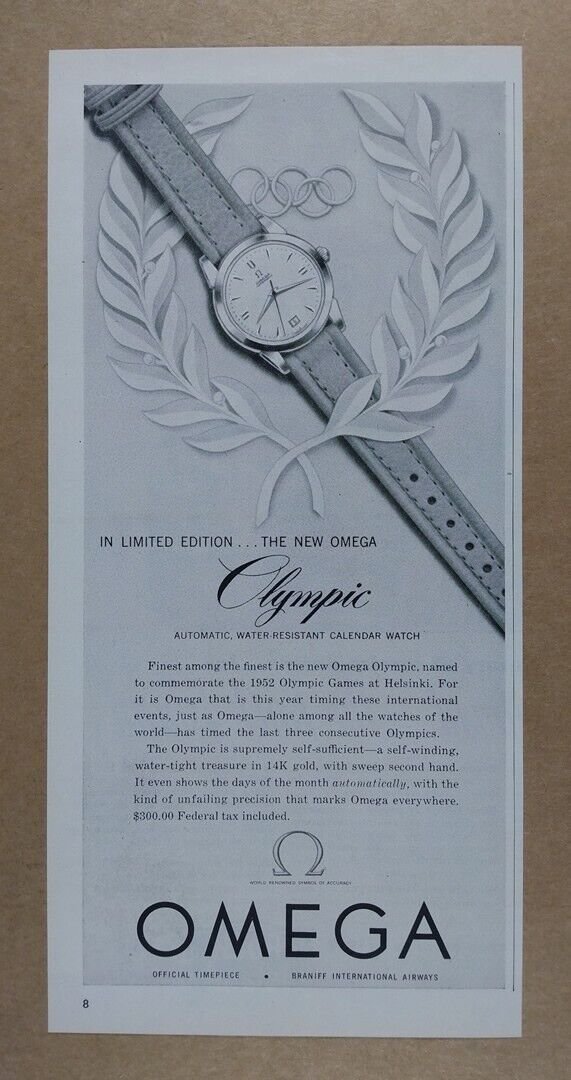 IN LIMITED EDITION . . . THE NEW OMEGA
Olympic
AUTOMATIC, WATER-RESISTANT CALENDAR WATCH
Finest among the finest is the new Omega Olympic, named
to commemorate the 1952 Olympic Games at Helsinki. For
it is Omega that is this year timing these international
events, just as Omega—alone among all the watches of the
world—has timed the last three consecutive Olympics.
The Olympic is supremely self-sufficient—a self-winding,
water-tight treasure in 14K gold, with sweep second hand.
It even shows the days of the month automatically, with the
kind of unfailing precision that marks Omega everywhere.
$300.00 Federal tax included.
Ω
WORLD RENOWNED SYMBOL OF ACCURACY
OMEGA
OFFICIAL TIMEPIECE • BRANIFF INTERNATIONAL AIRWAYS
8